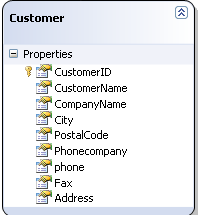 Customer
Properties
CustomerID
CustomerName
CompanyName
City
PostalCode
Phonecompany
phone
Fax
Address